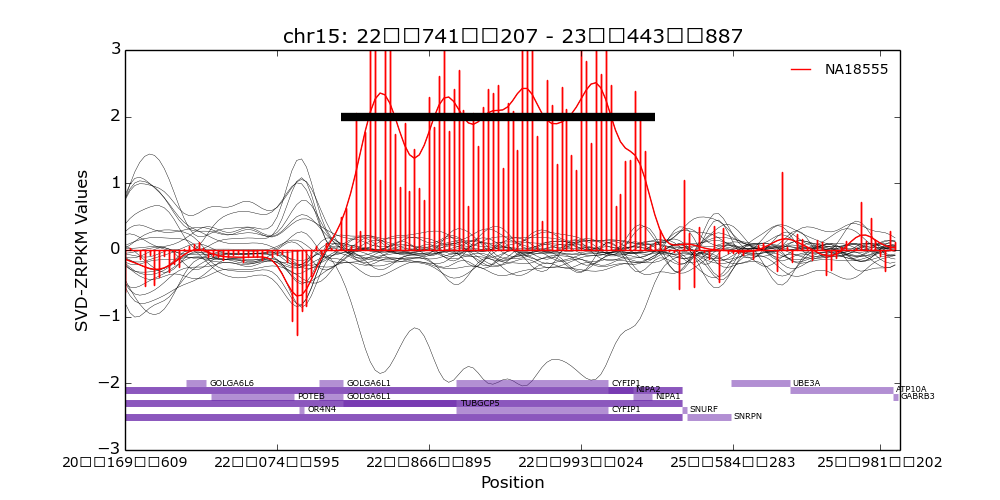 chr15: 22□□741□□207 - 23□□443□□887
NA18555
3
2
1
0
−1
−2
−3
SVD-ZRPKM Values
GOLGA6L6 GOLGA6L1 CYFIP1 UBE3A
NIPA2 ATP10A
POTEB GOLGA6L1 NIPA1 GABRB3
TUBGCP5
OR4N4 CYFIP1 SNURF
SNRPN
20□□169□□609 22□□074□□595 22□□866□□895 22□□993□□024 25□□584□□283 25□□981□□202
Position